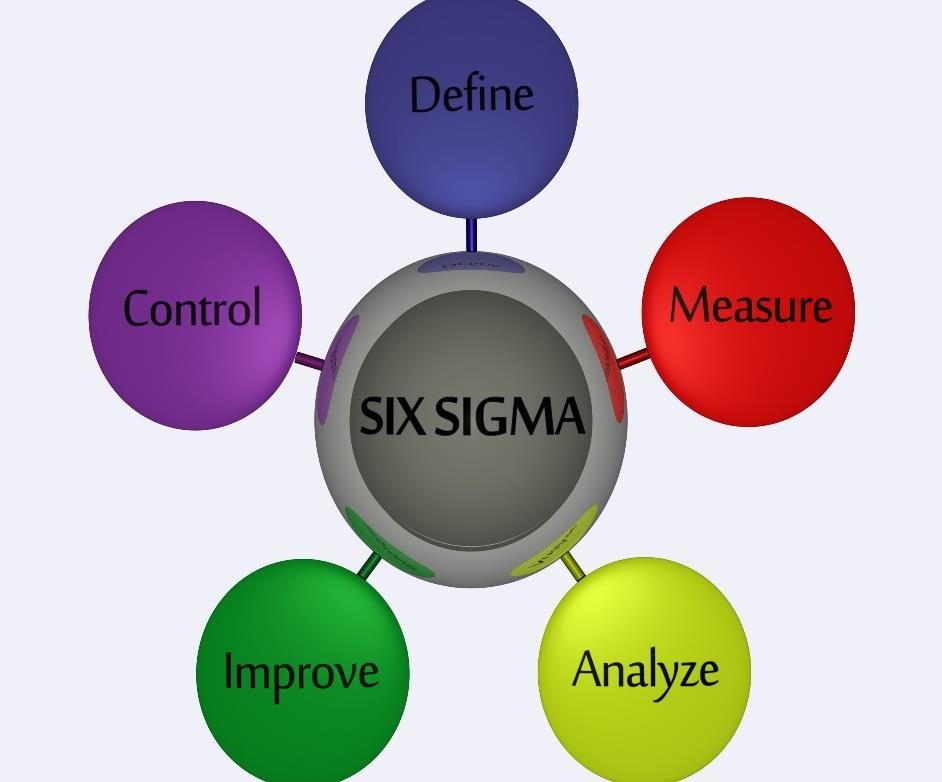 Define
Measure
Analyze
Improve
Control
SIX SIGMA